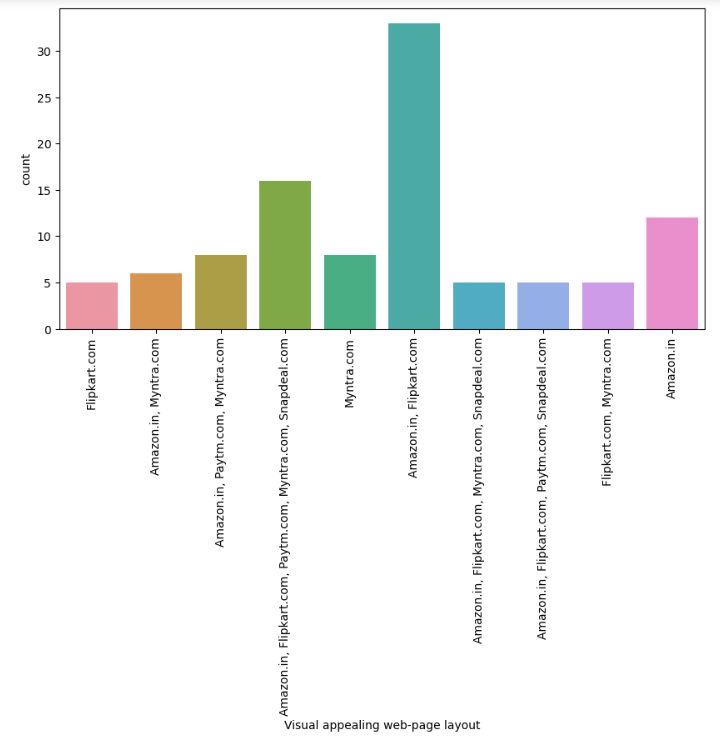 30
25
20
15
10
5
0
count
Flipkart.com
Amazon.in, Myntra.com
Amazon.in, Paytm.com, Myntra.com
Amazon.in, Flipkart.com, Paytm.com, Myntra.com, Snapdeal.com
Myntra.com
Amazon.in, Flipkart.com
Amazon.in, Flipkart.com, Myntra.com, Snapdeal.com
Amazon.in, Flipkart.com, Paytm.com, Snapdeal.com
Flipkart.com, Myntra.com
Amazon.in
Visual appealing web-page layout